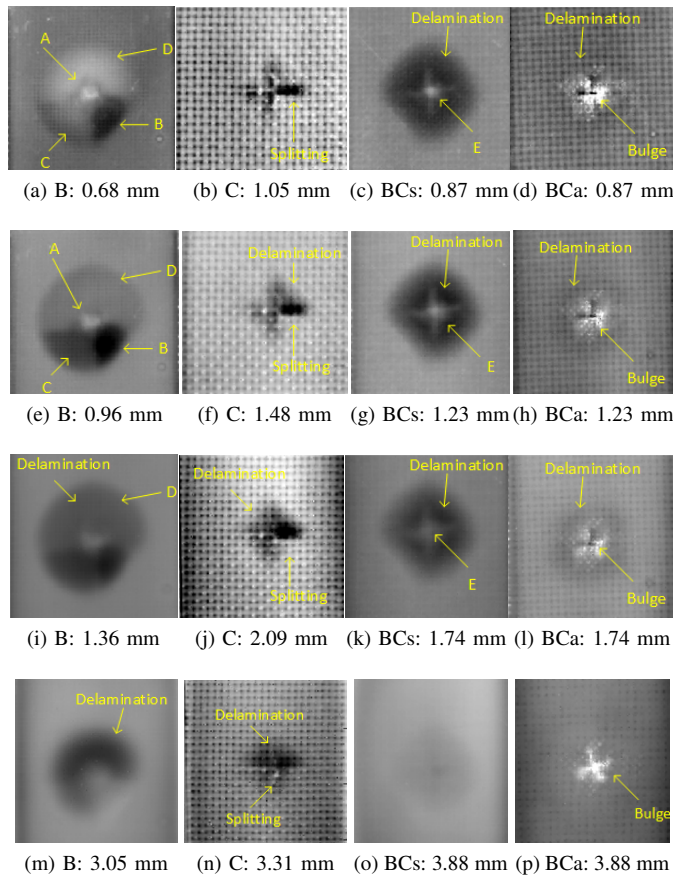 A
D
B
C
Splitting
Delamination
E
Delamination
Bulge
(a) B: 0.68 mm
(b) C: 1.05 mm
(c) BCs: 0.87 mm
(d) BCa: 0.87 mm
A
D
B
C
Delamination
Splitting
Delamination
E
Delamination
Bulge
(e) B: 0.96 mm
(f) C: 1.48 mm
(g) BCs: 1.23 mm
(h) BCa: 1.23 mm
Delamination
D
Delamination
Splitting
Delamination
E
Delamination
Bulge
(i) B: 1.36 mm
(j) C: 2.09 mm
(k) BCs: 1.74 mm
(l) BCa: 1.74 mm
Delamination
Delamination
Splitting
Bulge
(m) B: 3.05 mm
(n) C: 3.31 mm
(o) BCs: 3.88 mm
(p) BCa: 3.88 mm